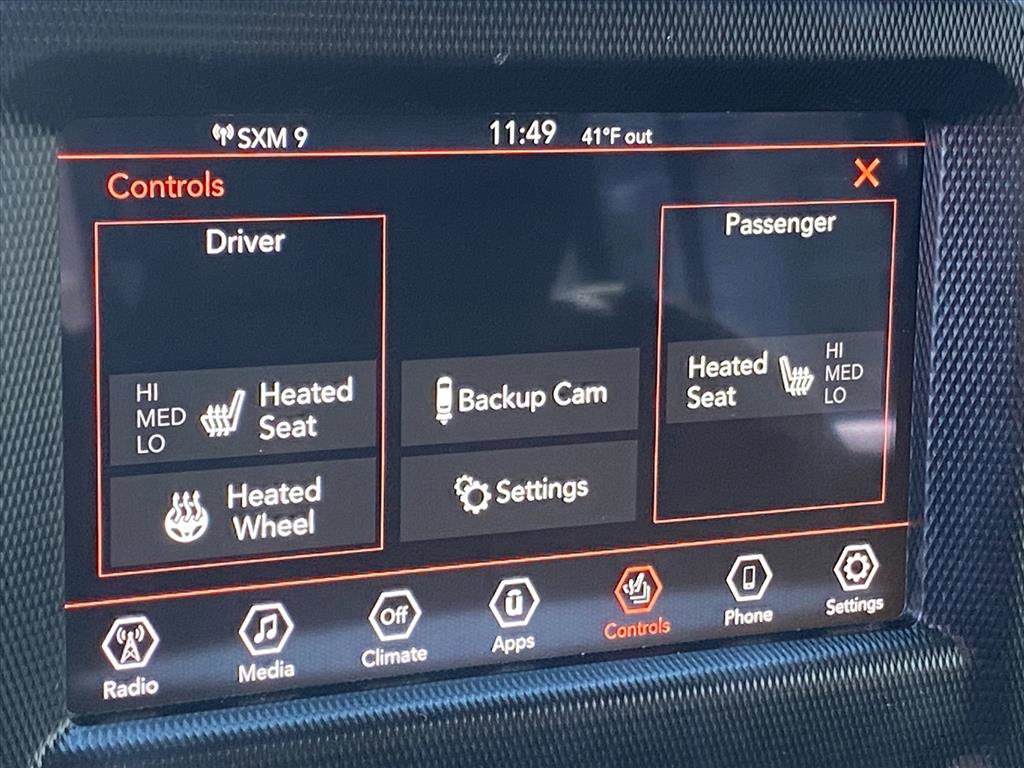 SXM 9
11:49
41°F out
Controls
X
Driver
HI
MED
LO
Heated
Seat
Heated
Wheel
Backup Cam
Settings
Passenger
Heated
Seat
HI
MED
LO
Radio
Media
Off
Climate
Apps
Controls
Phone
Settings